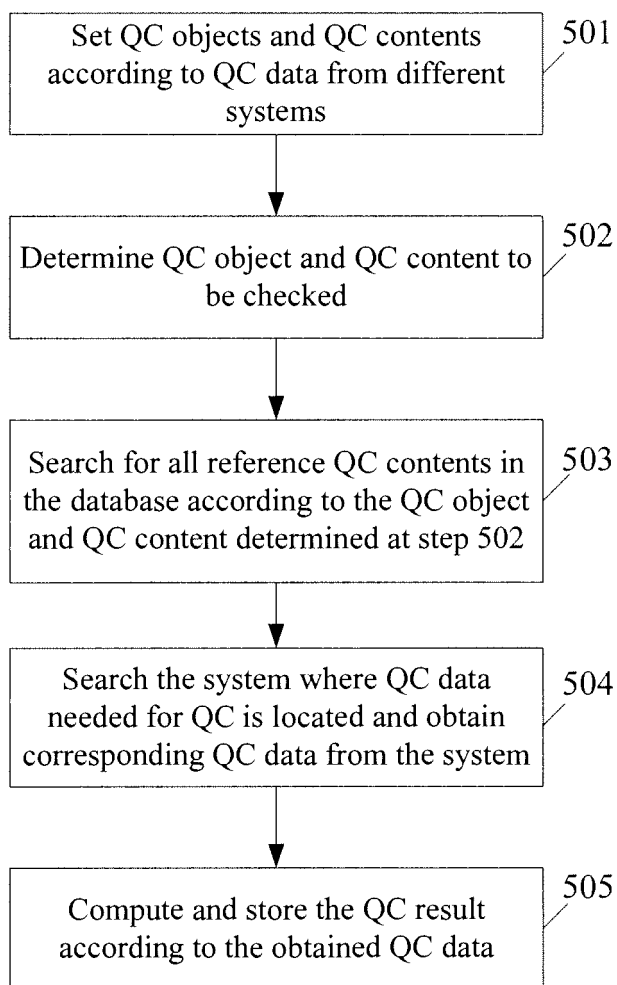 Set QC objects and QC contents
according to QC data from different
systems
501
Determine QC object and QC content to
be checked
502
Search for all reference QC contents in
the database according to the QC object
and QC content determined at step 502
503
Search the system where QC data
needed for QC is located and obtain
corresponding QC data from the system
504
Compute and store the QC result
according to the obtained QC data
505